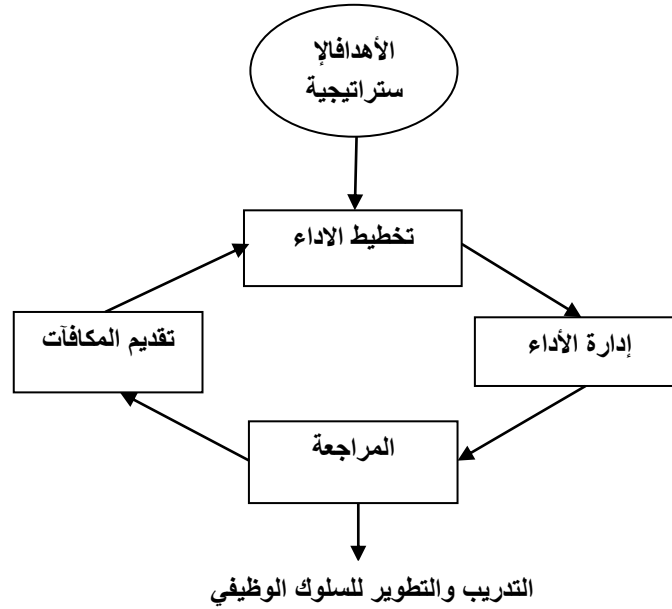 الأهدافالإ
ستراتيجية
تخطيط الاداء
تقديم المكافآت
إدارة الأداء
المراجعة
التدريب والتطوير للسلوك الوظيفي